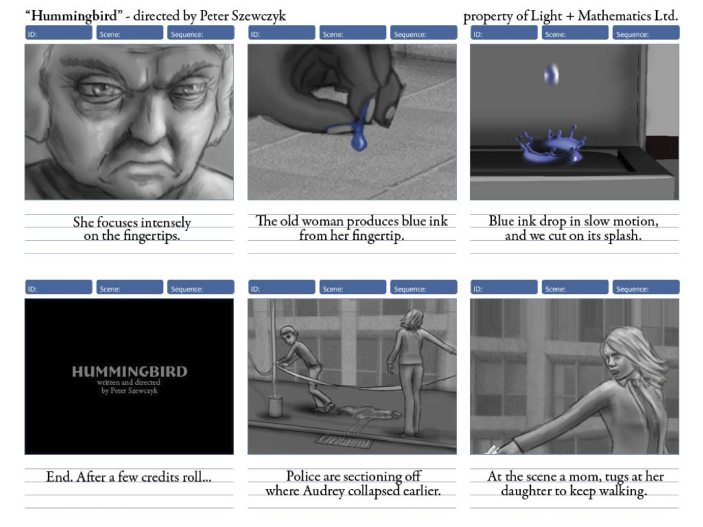 “Hummingbird” - directed by Peter Szewczyk
property of Light + Mathematics Ltd.
ID: Scene: Sequence:
ID: Scene: Sequence:
ID: Scene: Sequence:
She focuses intensely
on the fingertips.
The old woman produces blue ink
from her fingertip.
Blue ink drop in slow motion,
and we cut on its splash.
ID: Scene: Sequence:
ID: Scene: Sequence:
ID: Scene: Sequence:
HUMMINGBIRD
written and directed
by Peter Szewczyk
End. After a few credits roll...
Police are sectioning off
where Audrey collapsed earlier.
At the scene a mom, tugs at her
daughter to keep walking.